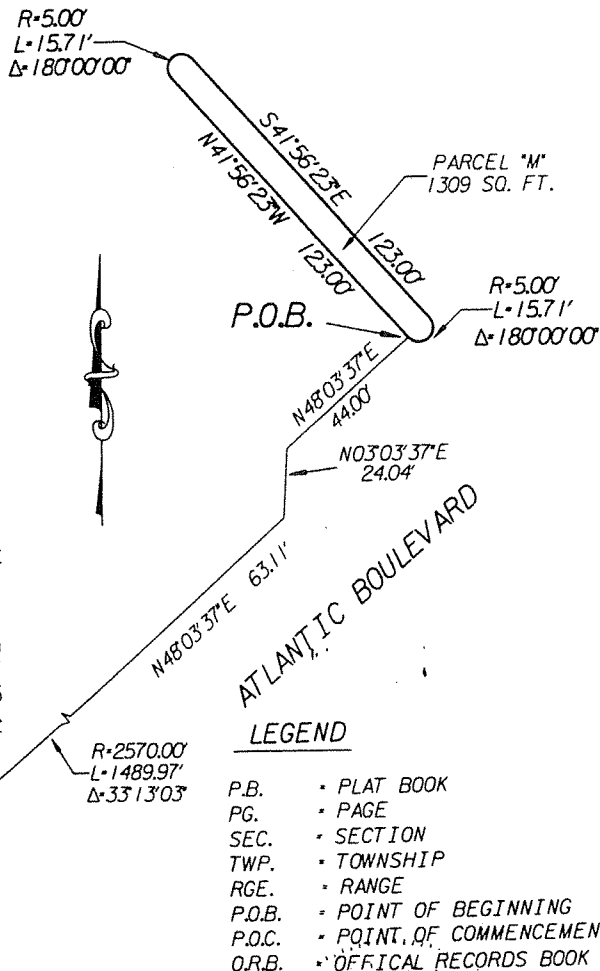 R=5.00'
L=15.71'
Δ=180°00'00"
S41°56'23"E
123.00'
N41°56'23"W
123.00'
PARCEL "M"
1309 SQ. FT.
R=5.00'
L=15.71'
Δ=180°00'00"
P.O.B.
N48°03'37"E
44.00'
N03°03'37"E
24.04'
N48°03'37"E 63.11'
ATLANTIC BOULEVARD
R=2570.00'
L=1489.97'
Δ=33°13'03"
LEGEND
P.B. = PLAT BOOK
PG. = PAGE
SEC. = SECTION
TWP. = TOWNSHIP
RGE. = RANGE
P.O.B. = POINT OF BEGINNING
P.O.C. = POINT OF COMMENCEMEN
O.R.B. = OFFICAL RECORDS BOOK